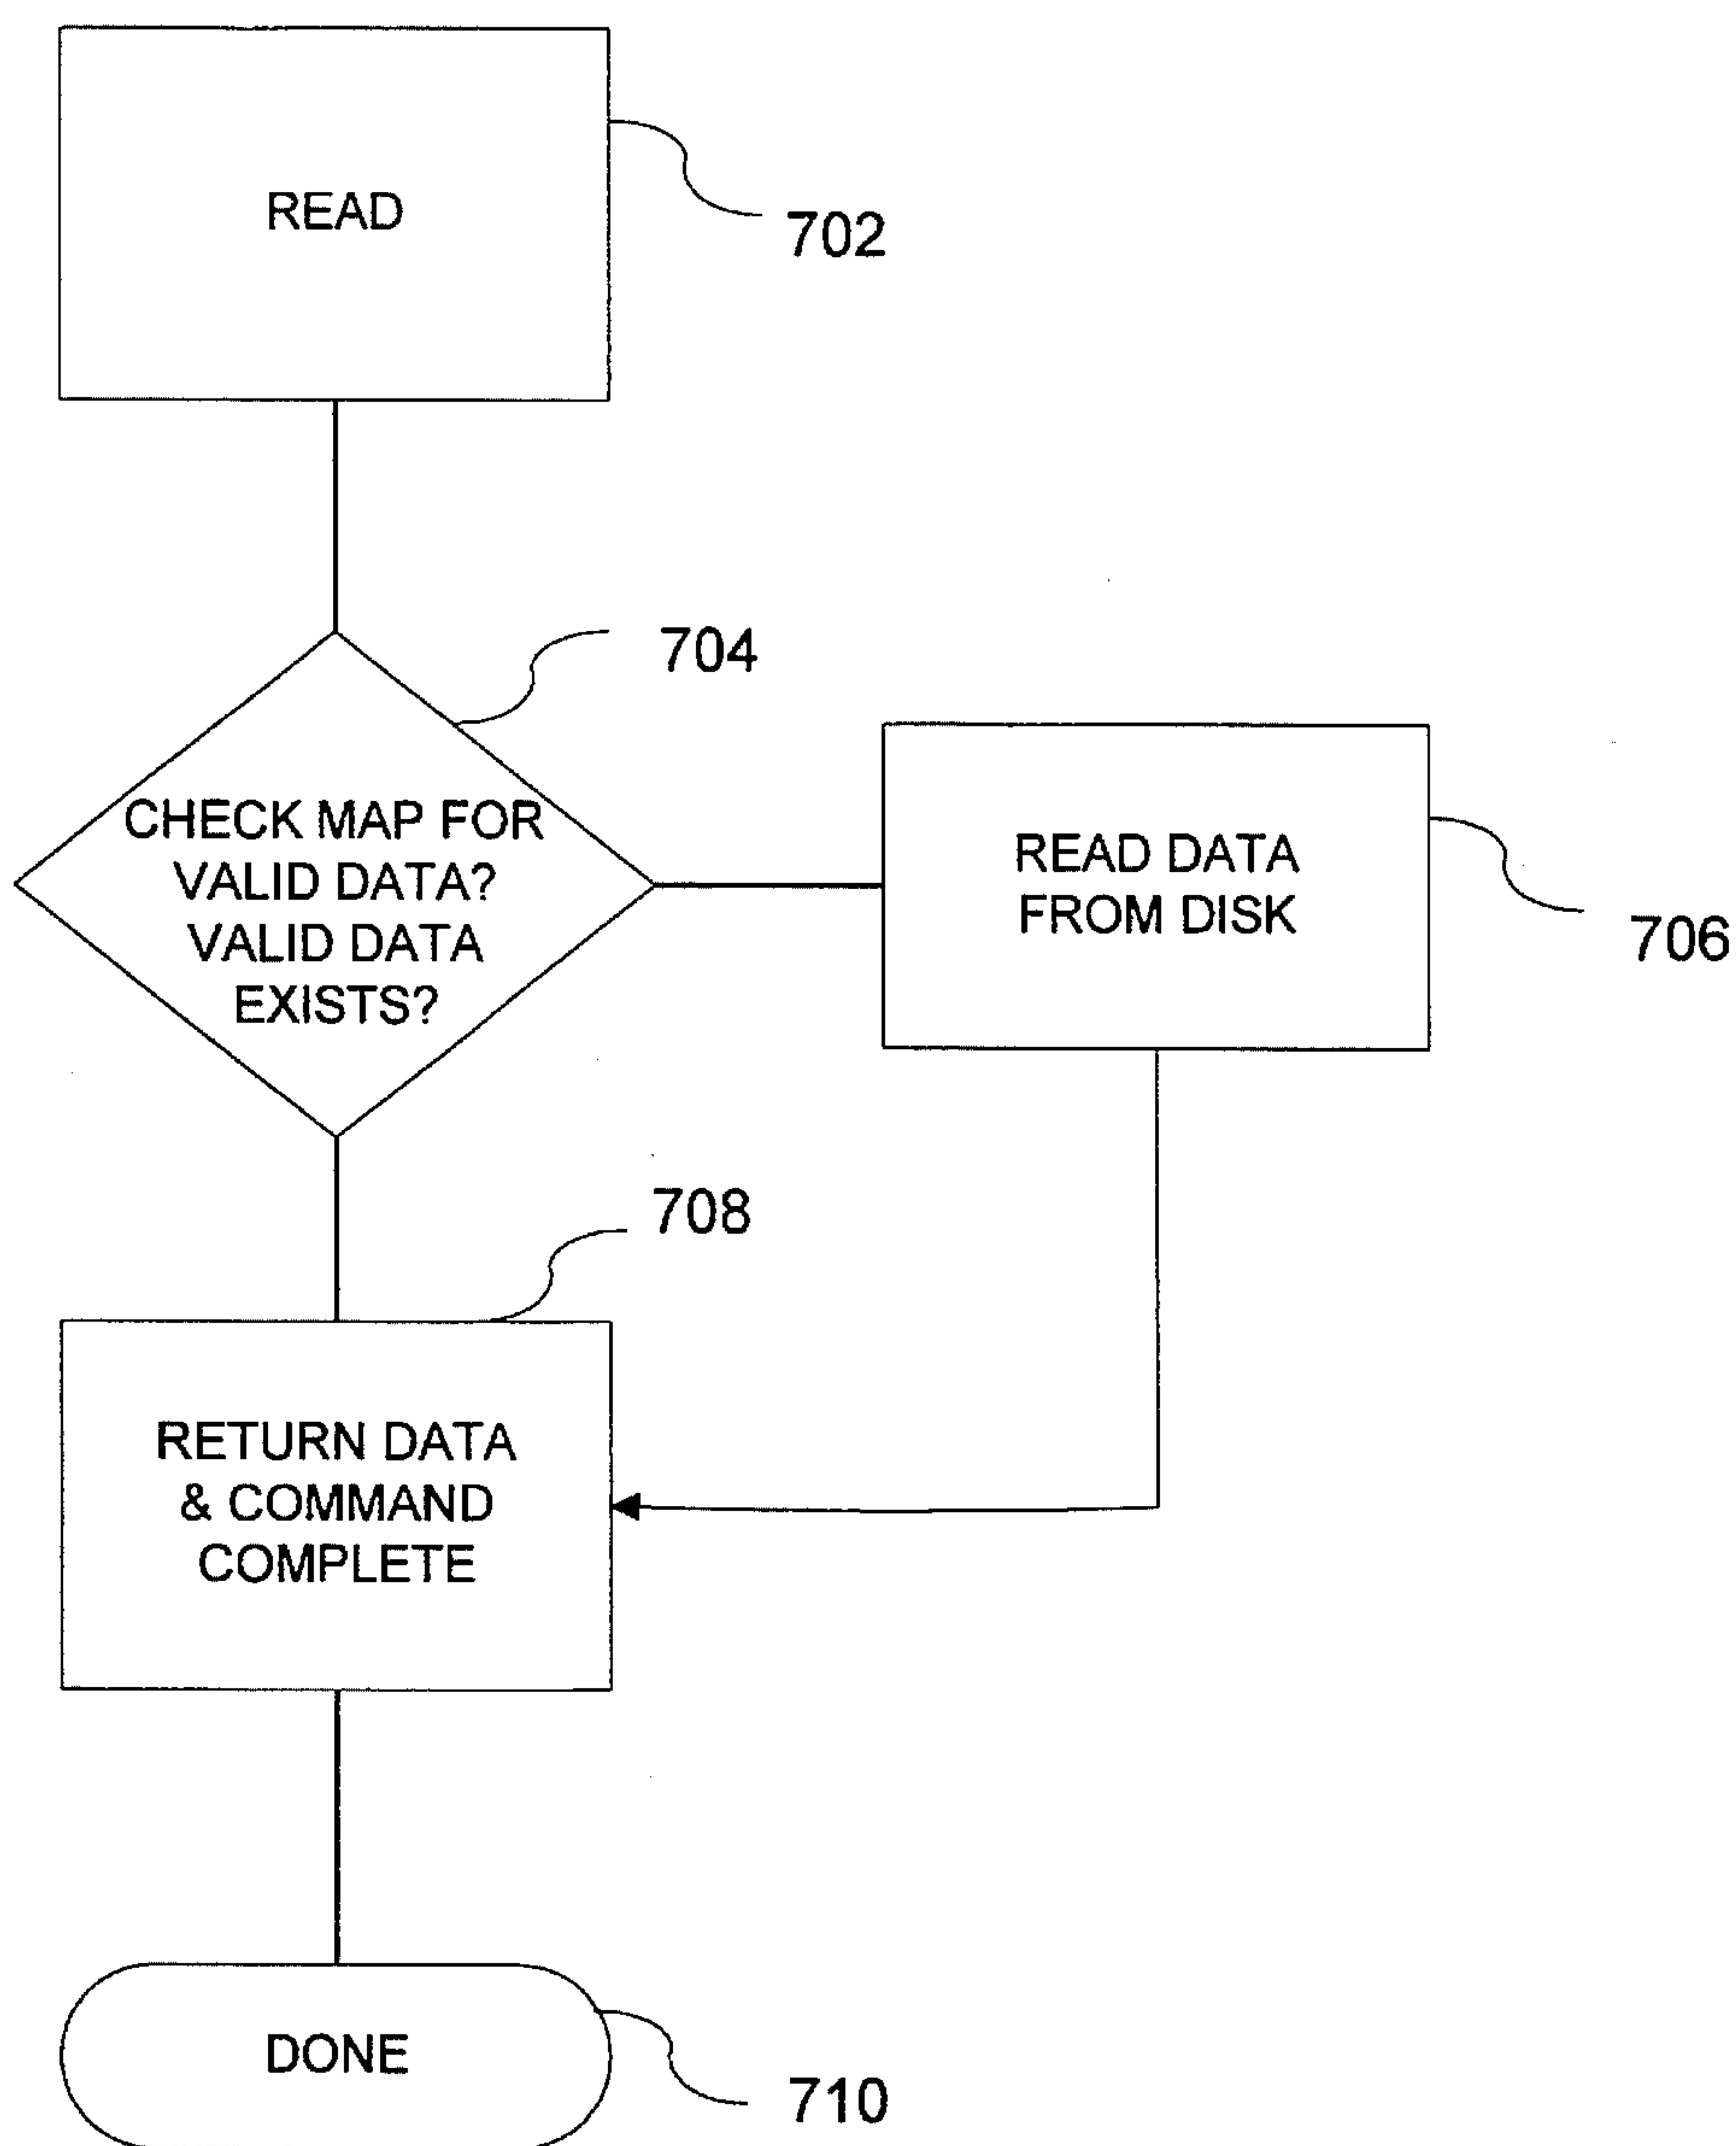 READ
702
704
CHECK MAP FOR
VALID DATA?
VALID DATA
EXISTS?
READ DATA
FROM DISK
706
708
RETURN DATA
& COMMAND
COMPLETE
DONE
710